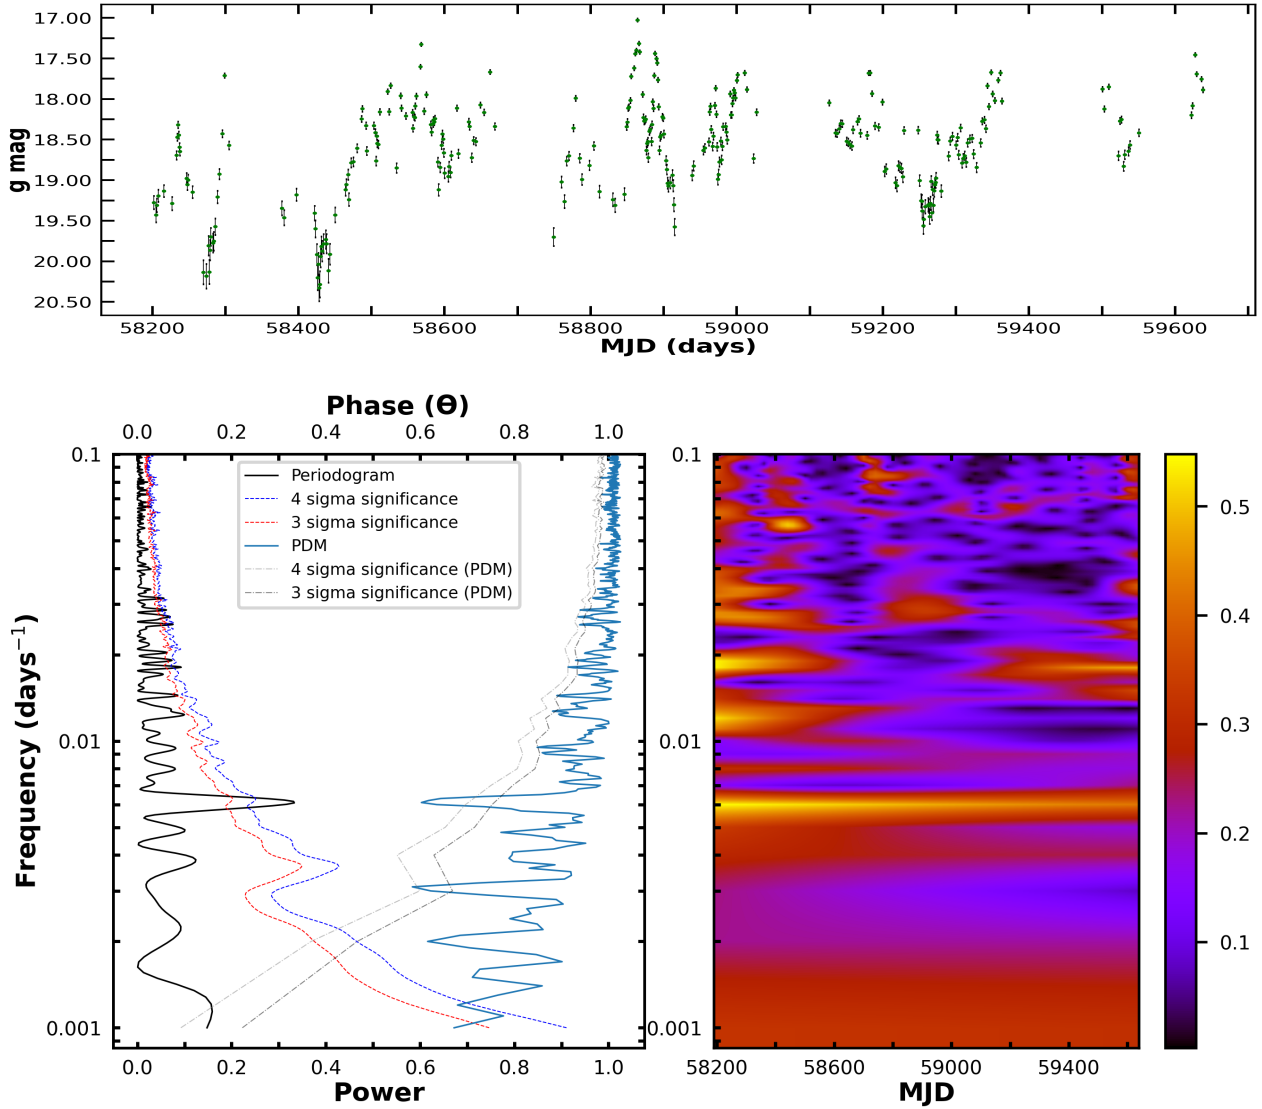 17.00
17.50
18.00
18.50
19.00
19.50
20.00
20.50
g mag
58200 58400 58600 58800 59000 59200 59400 59600
MJD (days)
Phase (Θ)
0.0 0.2 0.4 0.6 0.8 1.0
0.1
0.01
0.001
Frequency (days⁻¹)
Periodogram
4 sigma significance
3 sigma significance
PDM
4 sigma significance (PDM)
3 sigma significance (PDM)
0.0 0.2 0.4 0.6 0.8 1.0
Power
0.1
0.01
0.001
58200 58600 59000 59400
MJD
0.5
0.4
0.3
0.2
0.1